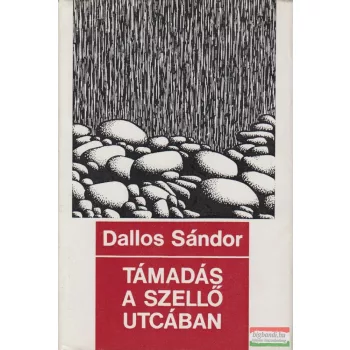 Dallos Sándor
TÁMADÁS
A SZELLŐ
UTCÁBAN